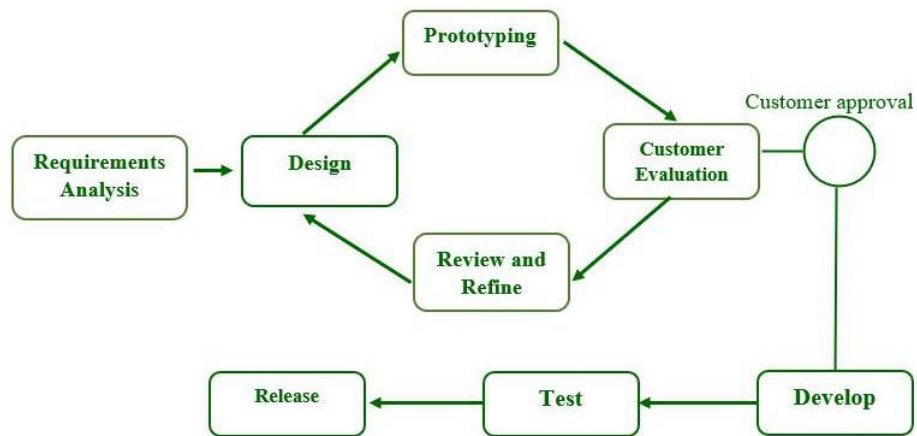 Prototyping
Customer approval
Requirements
Analysis
Design
Customer
Evaluation
Review and
Refine
Release
Test
Develop